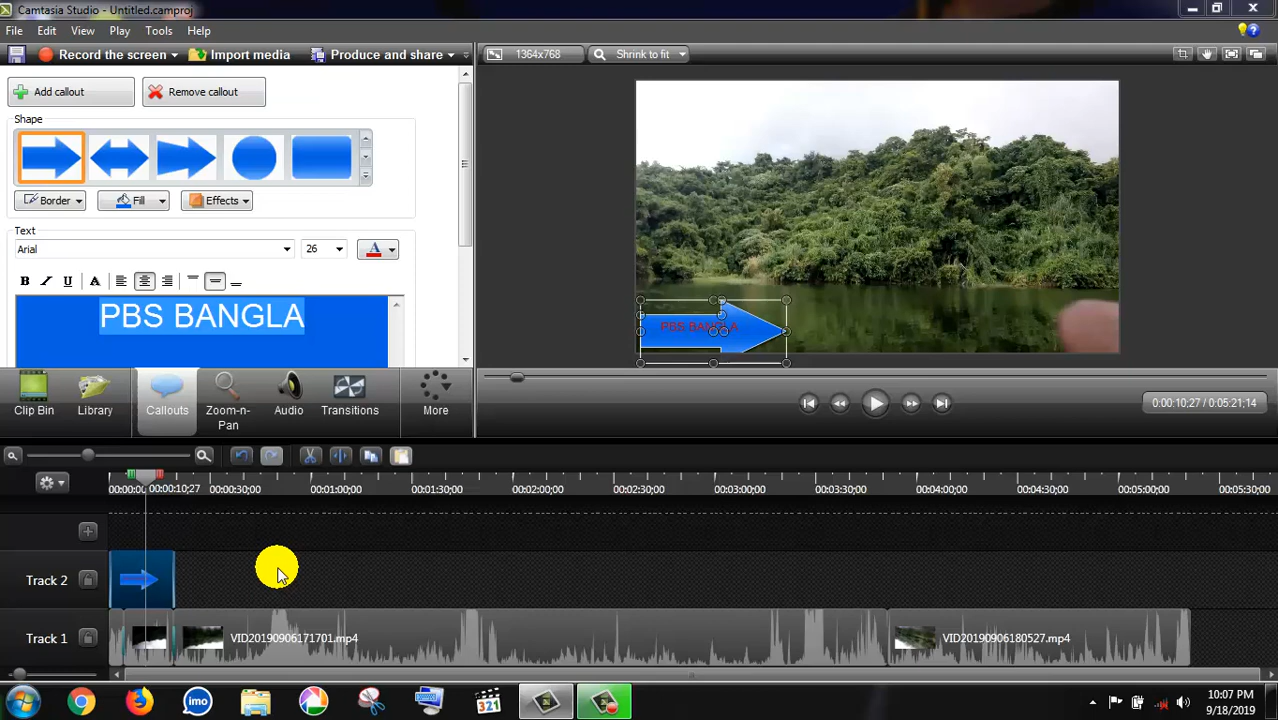 Camtasia Studio - Untitled.camproj
File Edit View Play Tools Help
Record the screen Import media Produce and share
1364x768 Shrink to fit
Add callout Remove callout
Shape
Border Fill Effects
Text
Arial 26
B I U A
PBS BANGLA
PBS BANGLA
Clip Bin Library Callouts Zoom-n-Pan Audio Transitions More
0:00:10;27 / 0:05:21;14
00:00:00; 00:00:10;27 00:00:30;00 00:01:00;00 00:01:30;00 00:02:00;00 00:02:30;00 00:03:00;00 00:03:30;00 00:04:00;00 00:04:30;00 00:05:00;00 00:05:30;00
Track 2
Track 1 VID20190906171701.mp4 VID20190906180527.mp4
imo 321 10:07 PM
9/18/2019